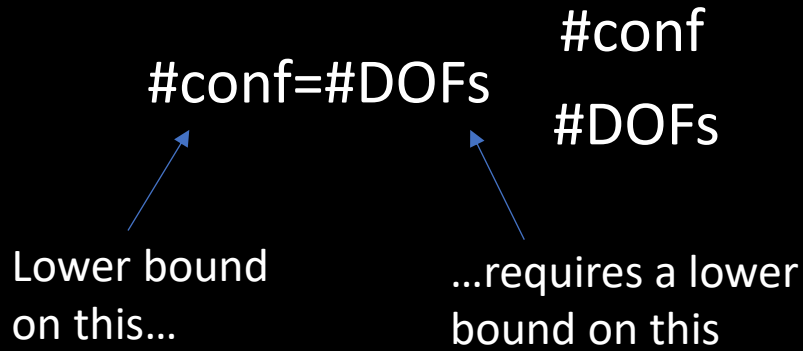 #conf=#DOFs
#conf
#DOFs
Lower bound
on this…
…requires a lower
bound on this